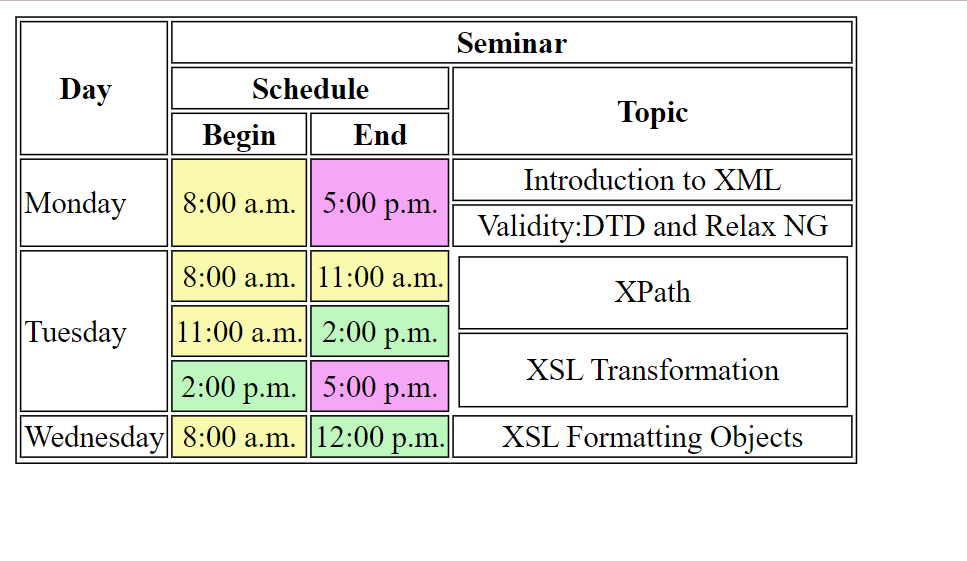 Day
Seminar
Schedule
Topic
Begin
End
Monday
8:00 a.m.
5:00 p.m.
Introduction to XML
Validity:DTD and Relax NG
Tuesday
8:00 a.m.
11:00 a.m.
XPath
11:00 a.m.
2:00 p.m.
XSL Transformation
2:00 p.m.
5:00 p.m.
Wednesday
8:00 a.m.
12:00 p.m.
XSL Formatting Objects